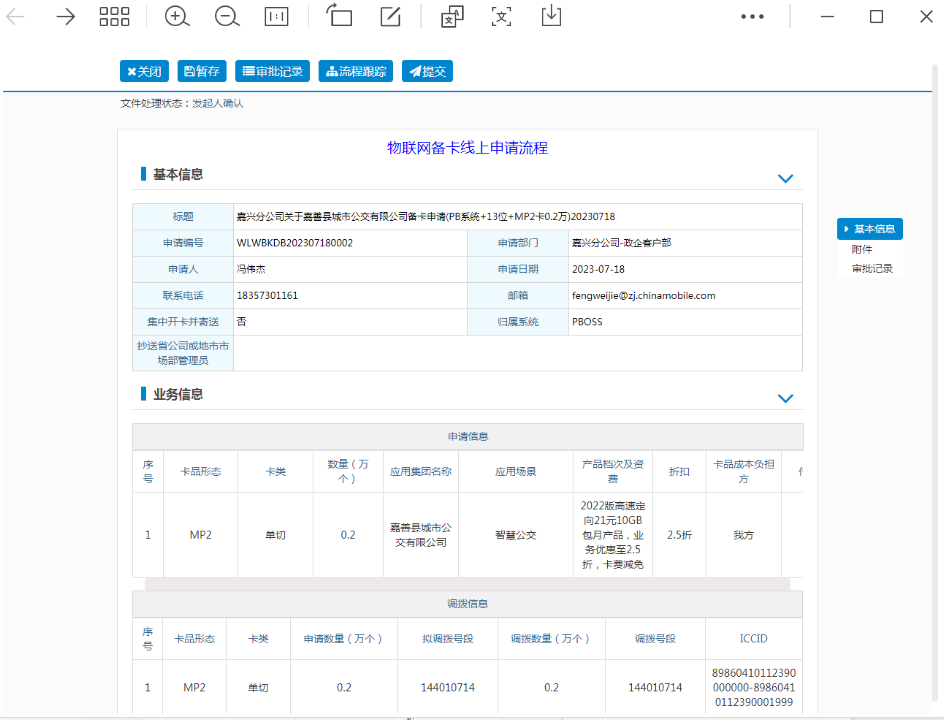 关闭 暂存 审批记录 流程跟踪 提交
文件处理状态：发起人确认
物联网备卡线上申请流程
基本信息
标题 嘉兴分公司关于嘉善县城市公交有限公司备卡申请(PB系统+13位+MP2卡0.2万)20230718
申请编号 WLWBKDB202307180002 申请部门 嘉兴分公司-政企客户部
申请人 冯伟杰 申请日期 2023-07-18
联系电话 18357301161 邮箱 fengweijie@zj.chinamobile.com
集中开卡并寄送 否 归属系统 PBOSS
抄送省公司或地市市
场部管理员
基本信息
附件
审批记录
业务信息
申请信息
序
号
卡品形态
卡类
数量（万
个）
应用集团名称
应用场景
产品档次及资
费
折扣
卡品成本负担
方
1
MP2
单切
0.2
嘉善县城市公
交有限公司
智慧公交
2022版高速定
向21元10GB
包月产品，业
务优惠至2.5
折，卡费减免
2.5折
我方
调拨信息
序
号
卡品形态
卡类
申请数量（万个）
拟调拨号段
调拨数量（万个）
调拨号段
ICCID
1
MP2
单切
0.2
144010714
0.2
144010714
89860410112390
000000-8986041
0112390001999